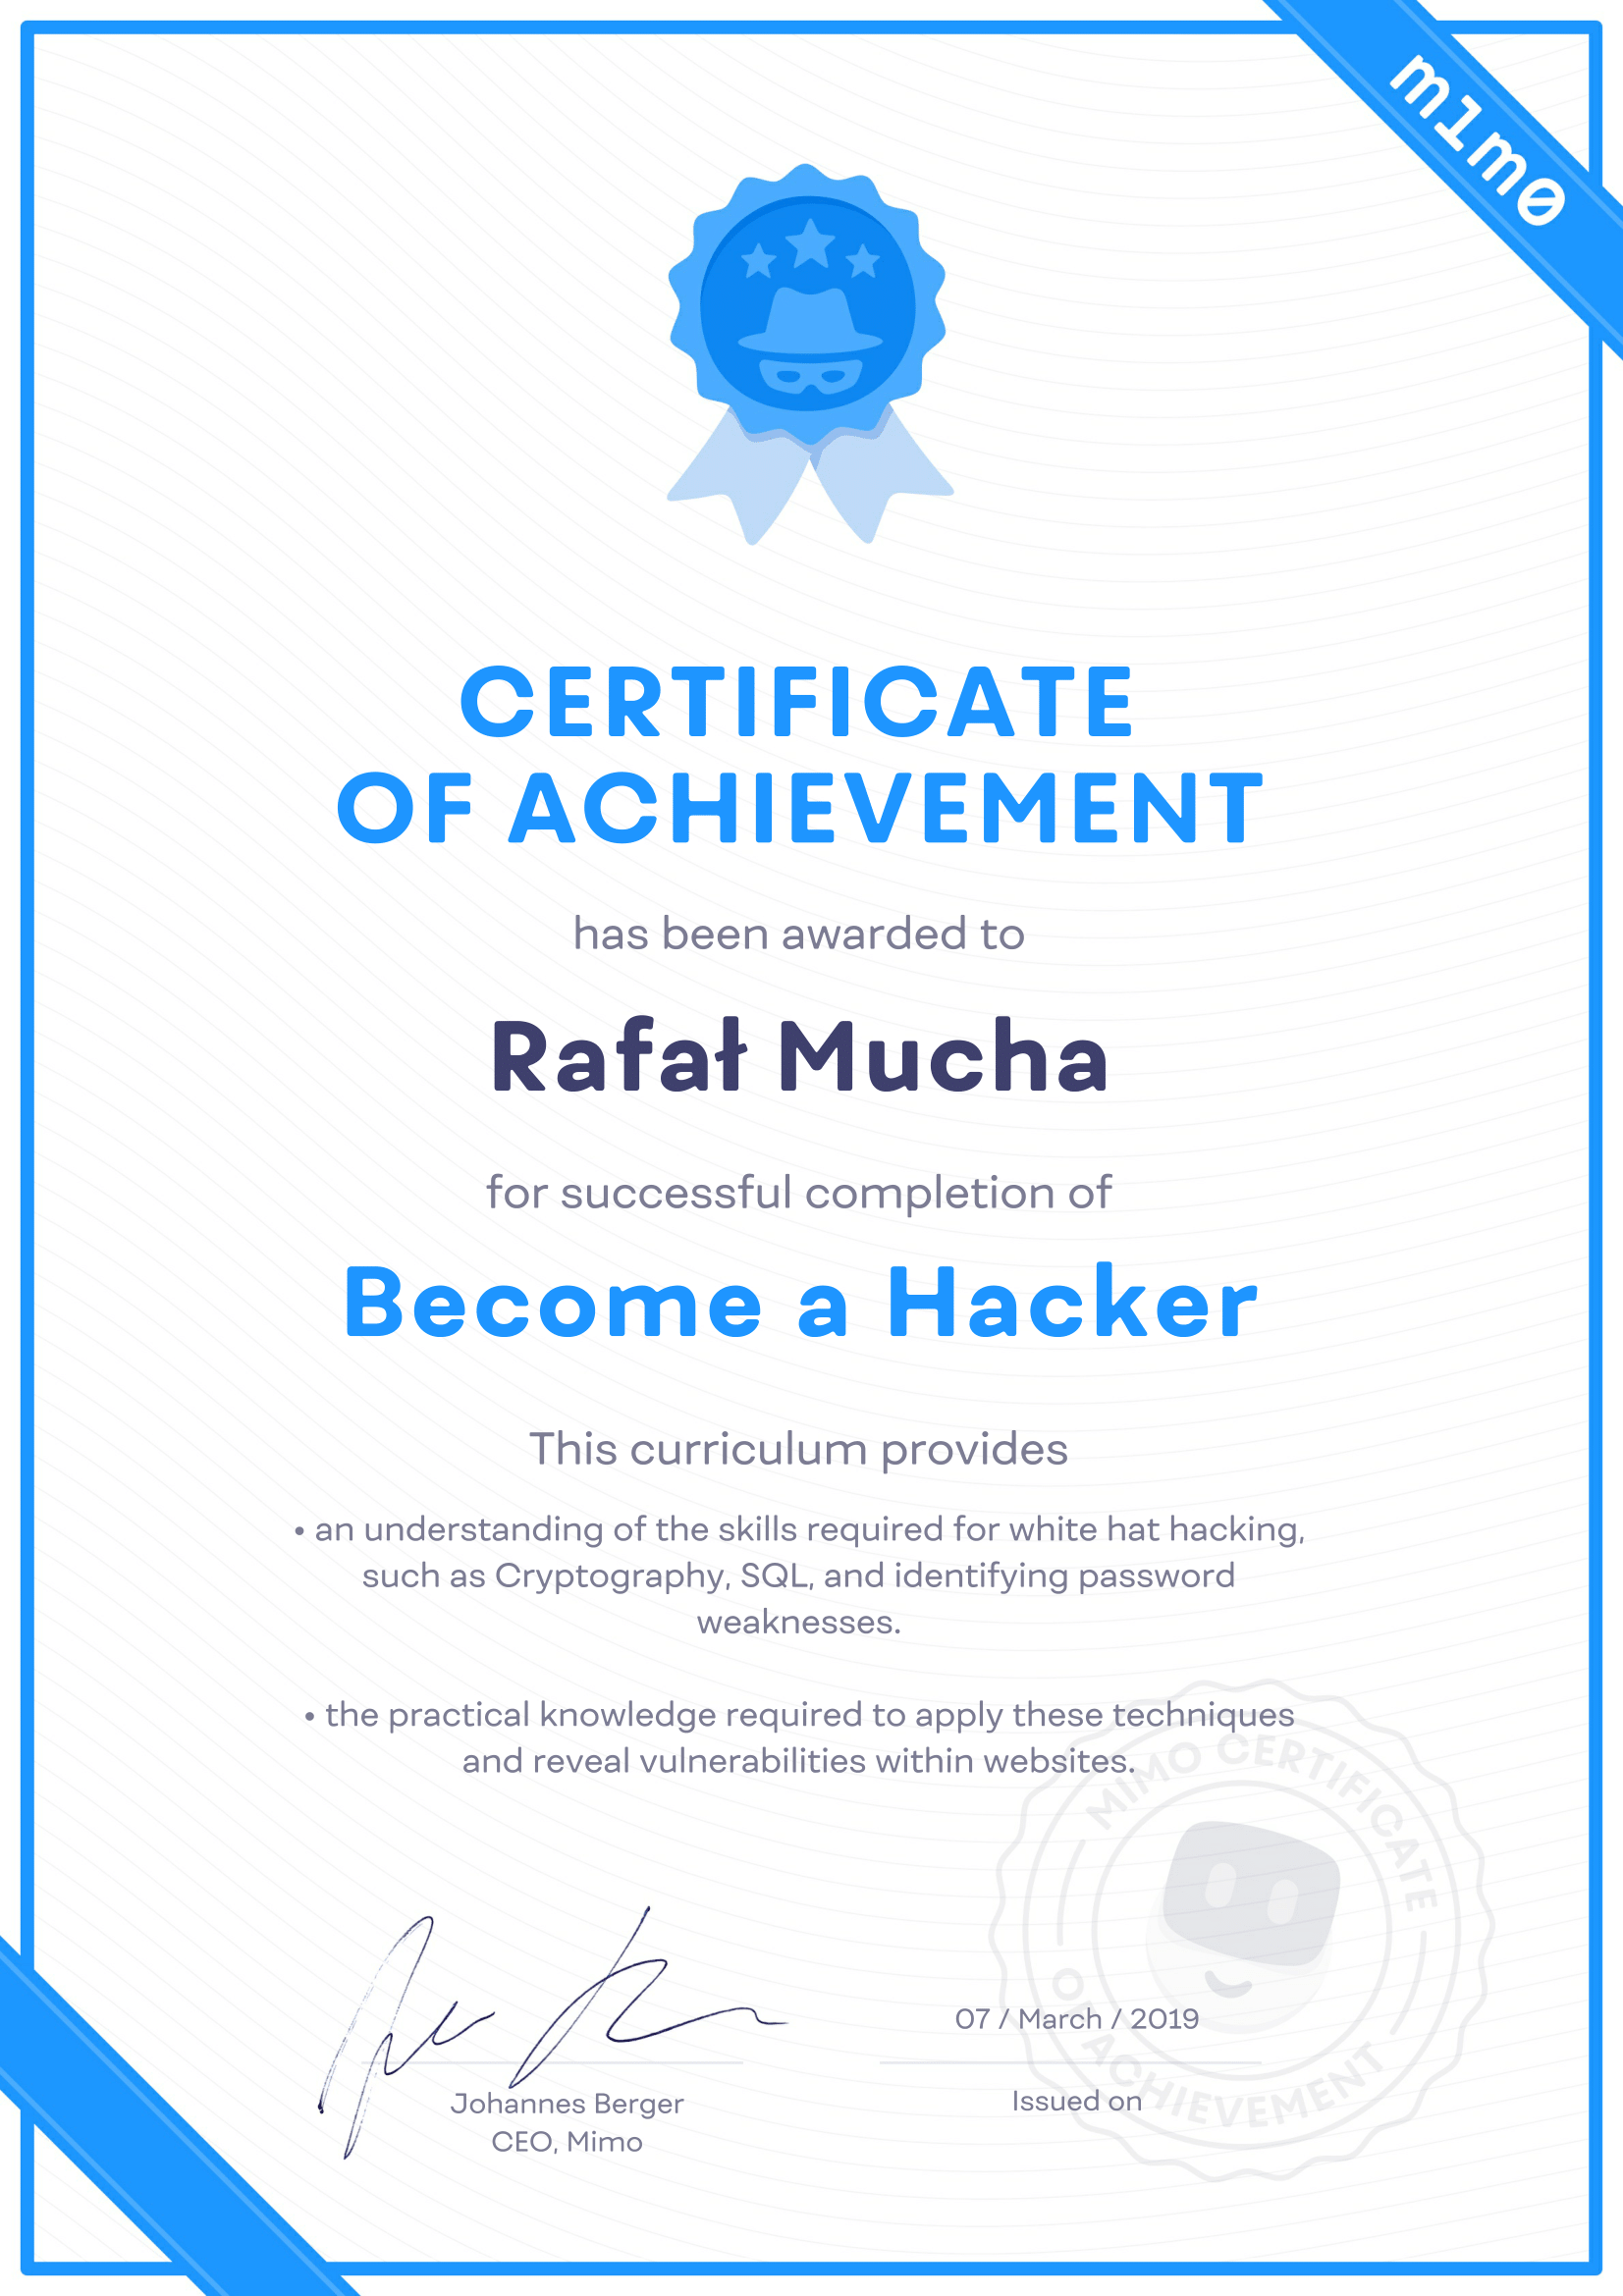 m1m0
CERTIFICATE
OF ACHIEVEMENT
has been awarded to
Rafał Mucha
for successful completion of
Become a Hacker
This curriculum provides
• an understanding of the skills required for white hat hacking,
such as Cryptography, SQL, and identifying password
weaknesses.
• the practical knowledge required to apply these techniques
and reveal vulnerabilities within websites.
MIMO CERTIFICATE
OF ACHIEVEMENT
07 / March / 2019
Johannes Berger
CEO, Mimo
Issued on